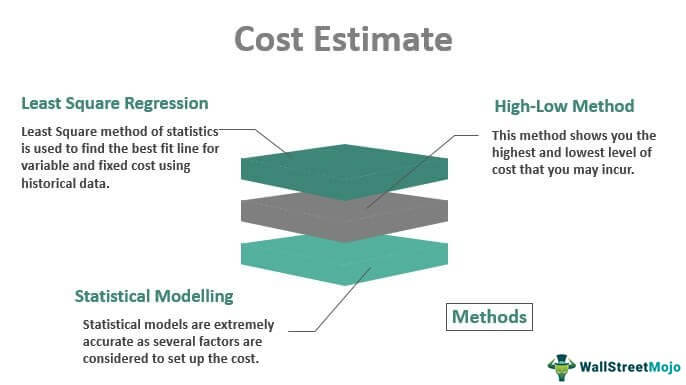 Cost Estimate
Least Square Regression
Least Square method of statistics
is used to find the best fit line for
variable and fixed cost using
historical data.
High-Low Method
This method shows you the
highest and lowest level of
cost that you may incur.
Statistical Modelling
Statistical models are extremely
accurate as several factors are
considered to set up the cost.
Methods
WallStreetMojo